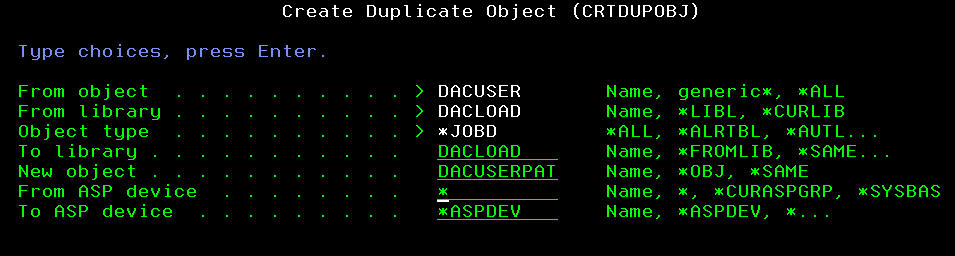 Create Duplicate Object (CRTDUPOBJ)
Type choices, press Enter.
From object . . . . . . . . . . > DACUSER Name, generic*, *ALL
From library . . . . . . . . . . > DACLOAD Name, *LIBL, *CURLIB
Object type . . . . . . . . . . > *JOBD *ALL, *ALRTBL, *AUTL...
To library . . . . . . . . . . . DACLOAD Name, *FROMLIB, *SAME...
New object . . . . . . . . . . . DACUSERPAT Name, *OBJ, *SAME
From ASP device . . . . . . . . * Name, *, *CURASPGRP, *SYSBAS
To ASP device . . . . . . . . . *ASPDEV Name, *ASPDEV, *...